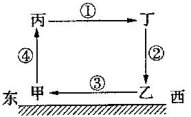 丙 ① 丁
④ ②
东 甲 ③ 乙 西